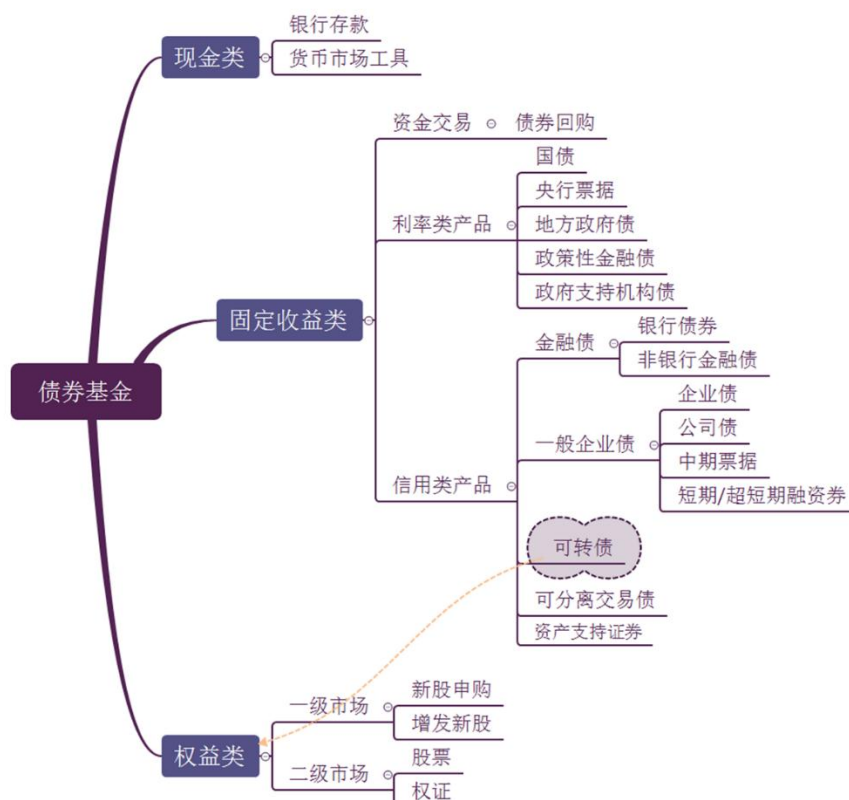 银行存款
现金类
货币市场工具
资金交易
债券回购
国债
央行票据
利率类产品
地方政府债
政策性金融债
政府支持机构债
固定收益类
金融债
银行债券
非银行金融债
债券基金
企业债
一般企业债
公司债
中期票据
信用类产品
短期/超短期融资券
可转债
可分离交易债
资产支持证券
一级市场
新股申购
增发新股
权益类
二级市场
股票
权证